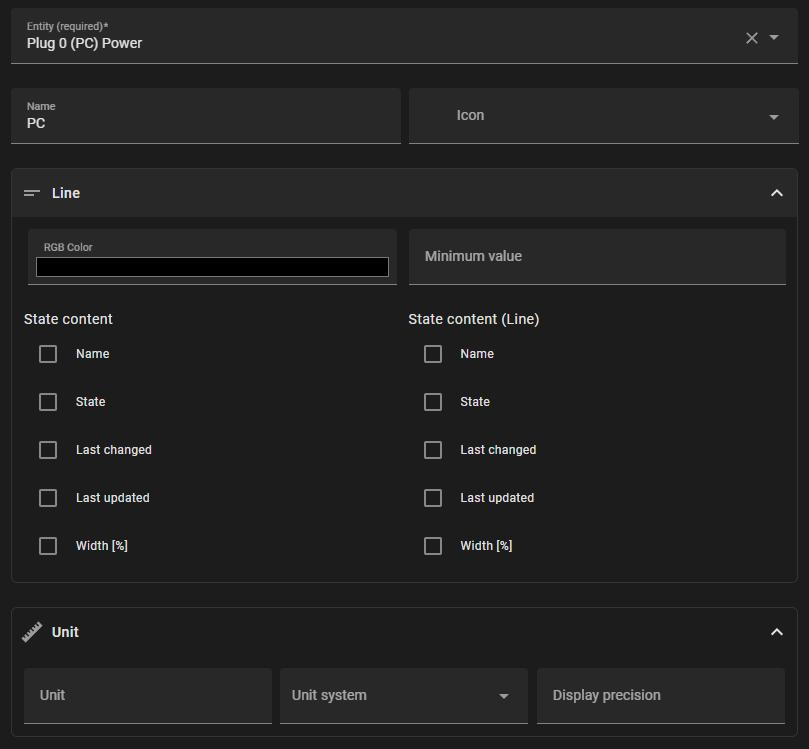 Entity (required)*
Plug 0 (PC) Power
Name
PC
Icon
Line
RGB Color
Minimum value
State content
State content (Line)
Name
Name
State
State
Last changed
Last changed
Last updated
Last updated
Width [%]
Width [%]
Unit
Unit
Unit system
Display precision